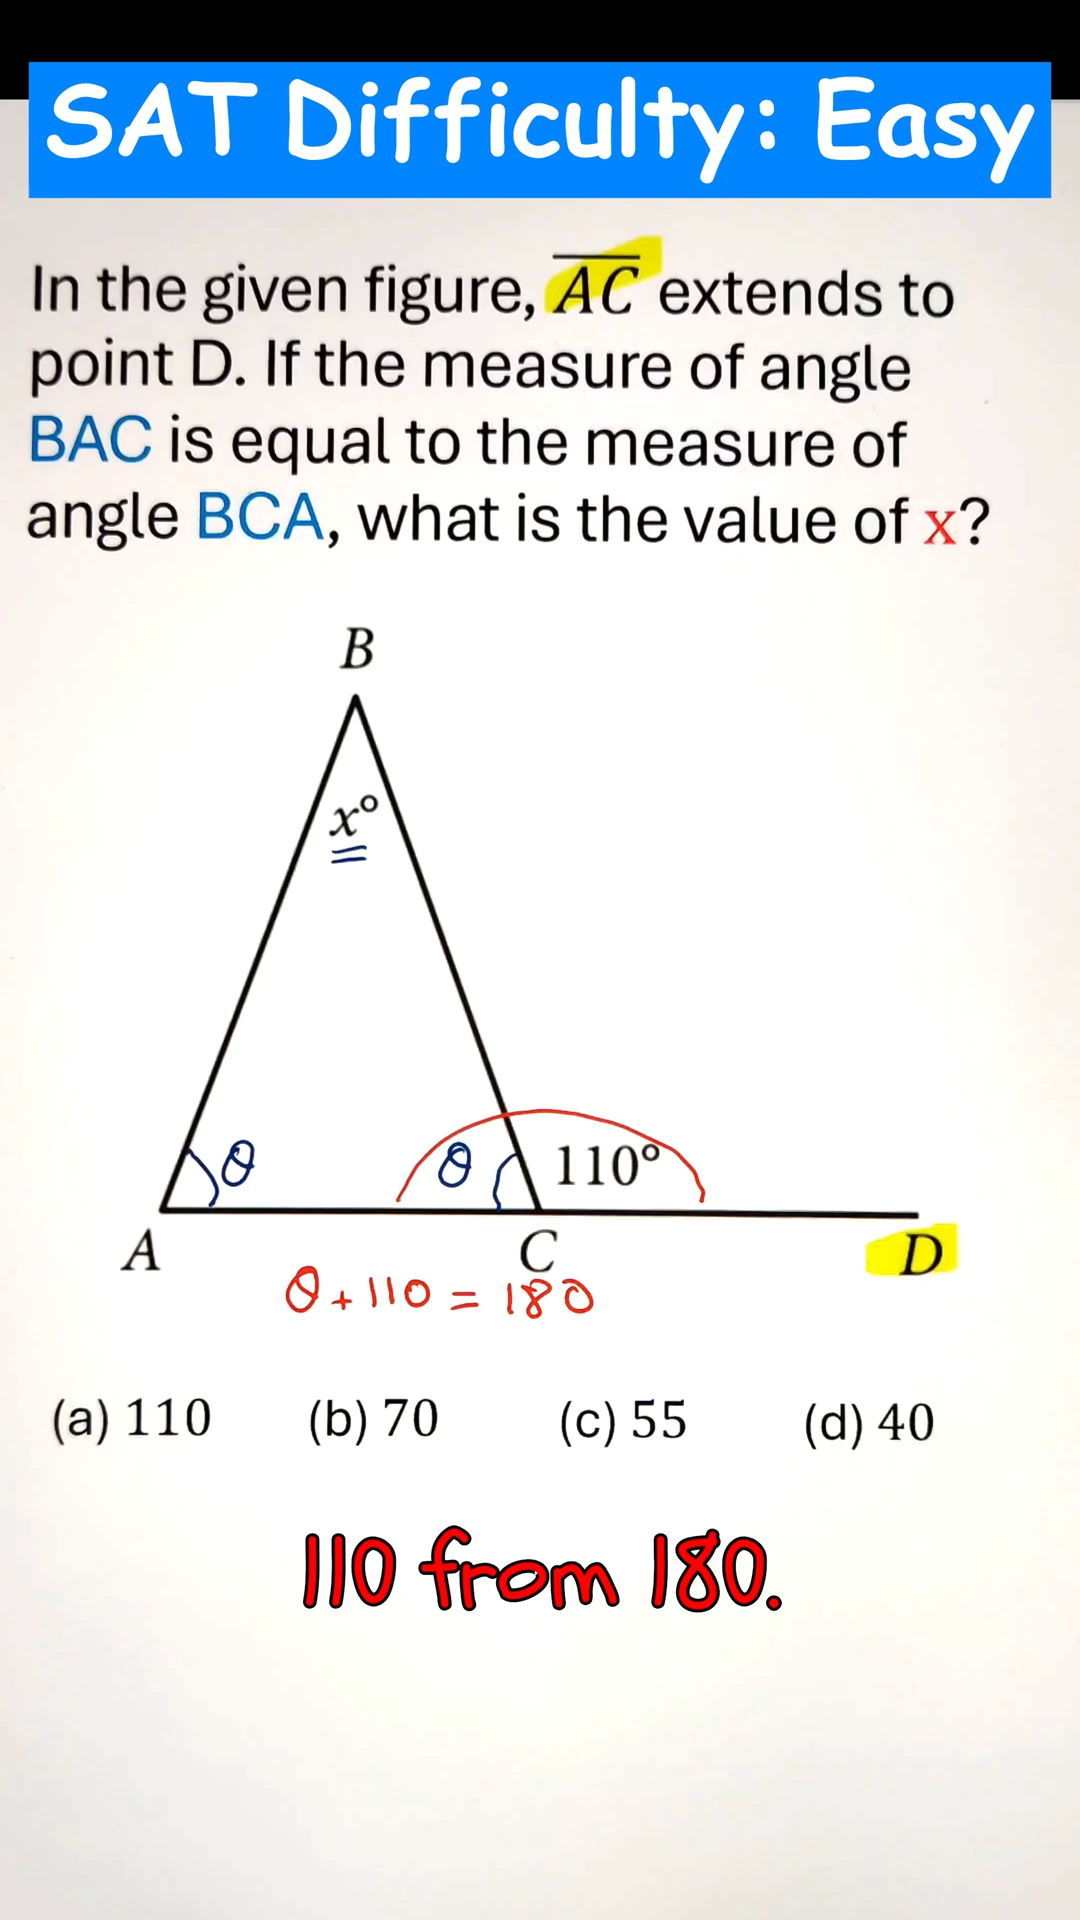 SAT Difficulty: Easy
In the given figure, AC extends to
point D. If the measure of angle
BAC is equal to the measure of
angle BCA, what is the value of x?
B
x°
θ θ 110°
A C D
θ + 110 = 180
(a) 110 (b) 70 (c) 55 (d) 40
110 from 180.